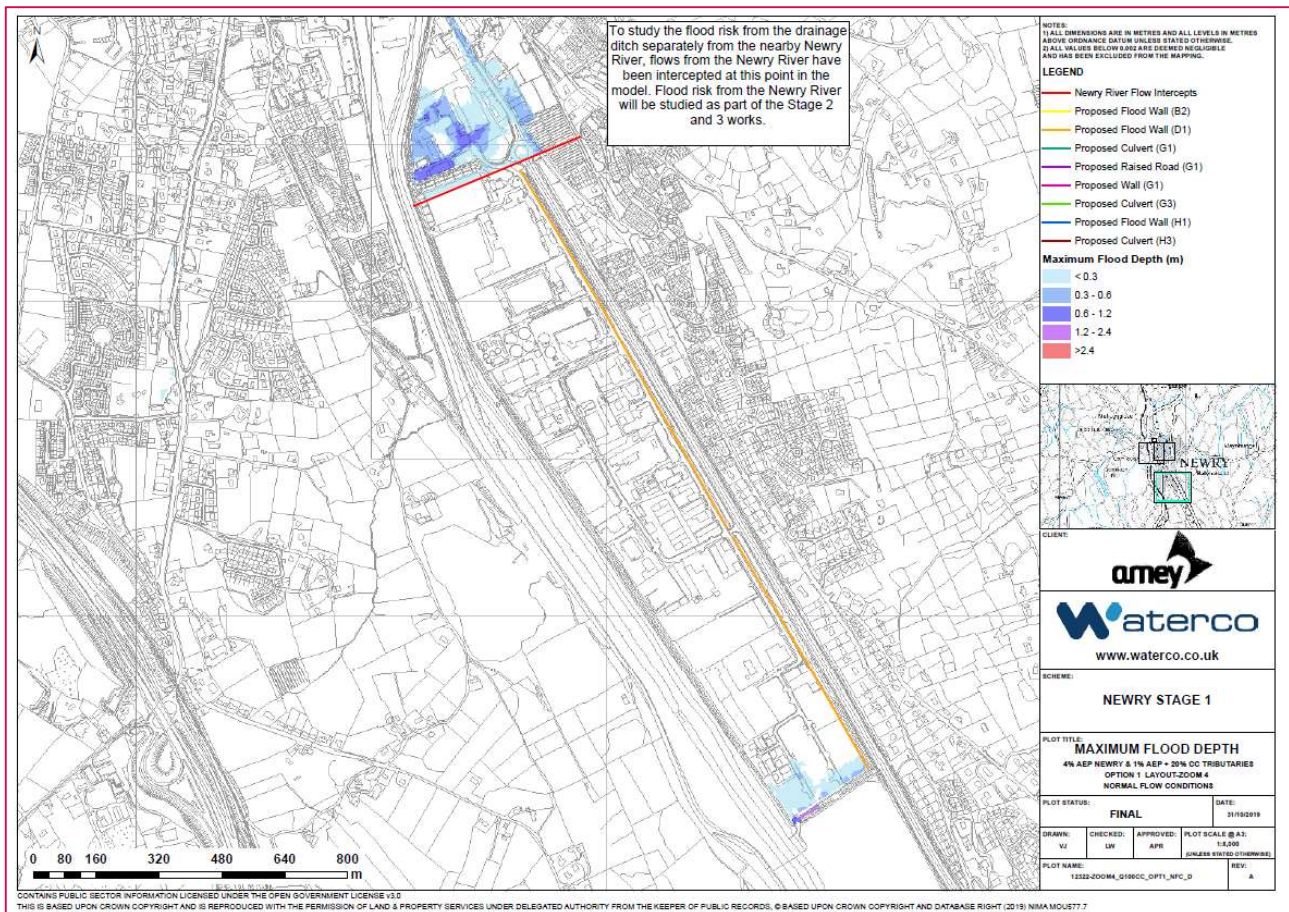 N
To study the flood risk from the drainage
ditch separately from the nearby Newry
River, flows from the Newry River have
been intercepted at this point in the
model. Flood risk from the Newry River
will be studied as part of the Stage 2
and 3 works.
NOTES:
1) ALL DIMENSIONS ARE IN METRES AND ALL LEVELS IN METRES
ABOVE ORDNANCE DATUM UNLESS STATED OTHERWISE.
2) ALL VALUES BELOW 0.002 ARE DEEMED NEGLIGIBLE
AND HAS BEEN EXCLUDED FROM THE MAPPING.
LEGEND
Newry River Flow Intercepts
Proposed Flood Wall (B2)
Proposed Flood Wall (D1)
Proposed Culvert (G1)
Proposed Raised Road (G1)
Proposed Wall (G1)
Proposed Culvert (G3)
Proposed Flood Wall (H1)
Proposed Culvert (H3)
Maximum Flood Depth (m)
< 0.3
0.3 - 0.6
0.6 - 1.2
1.2 - 2.4
>2.4
NEWRY
CLIENT:
amey
Waterco
www.waterco.co.uk
SCHEME:
NEWRY STAGE 1
PLOT TITLE:
MAXIMUM FLOOD DEPTH
4% AEP NEWRY & 1% AEP + 20% CC TRIBUTARIES
OPTION 1 LAYOUT-ZOOM 4
NORMAL FLOW CONDITIONS
PLOT STATUS:
FINAL
DATE:
31/10/2019
DRAWN:
VJ
CHECKED:
LW
APPROVED:
APR
PLOT SCALE @ A3:
1:8,000
(UNLESS STATED OTHERWISE)
PLOT NAME:
12322-ZOOM4_Q100CC_OPT1_NFC_D
REV:
A
0 80 160 320 480 640 800
m
CONTAINS PUBLIC SECTOR INFORMATION LICENSED UNDER THE OPEN GOVERNMENT LICENSE v3.0
THIS IS BASED UPON CROWN COPYRIGHT AND IS REPRODUCED WITH THE PERMISSION OF LAND & PROPERTY SERVICES UNDER DELEGATED AUTHORITY FROM THE KEEPER OF PUBLIC RECORDS, © BASED UPON CROWN COPYRIGHT AND DATABASE RIGHT (2019) NIMA MOU577.7